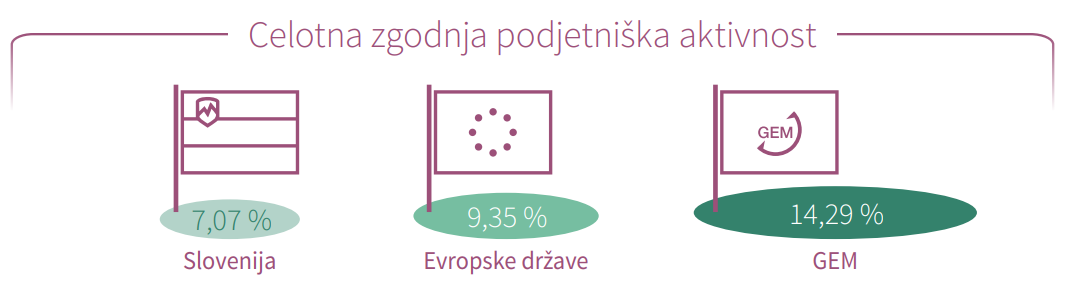 Celotna zgodnja podjetniška aktivnost
GEM
7,07 %
9,35 %
14,29 %
Slovenija
Evropske države
GEM